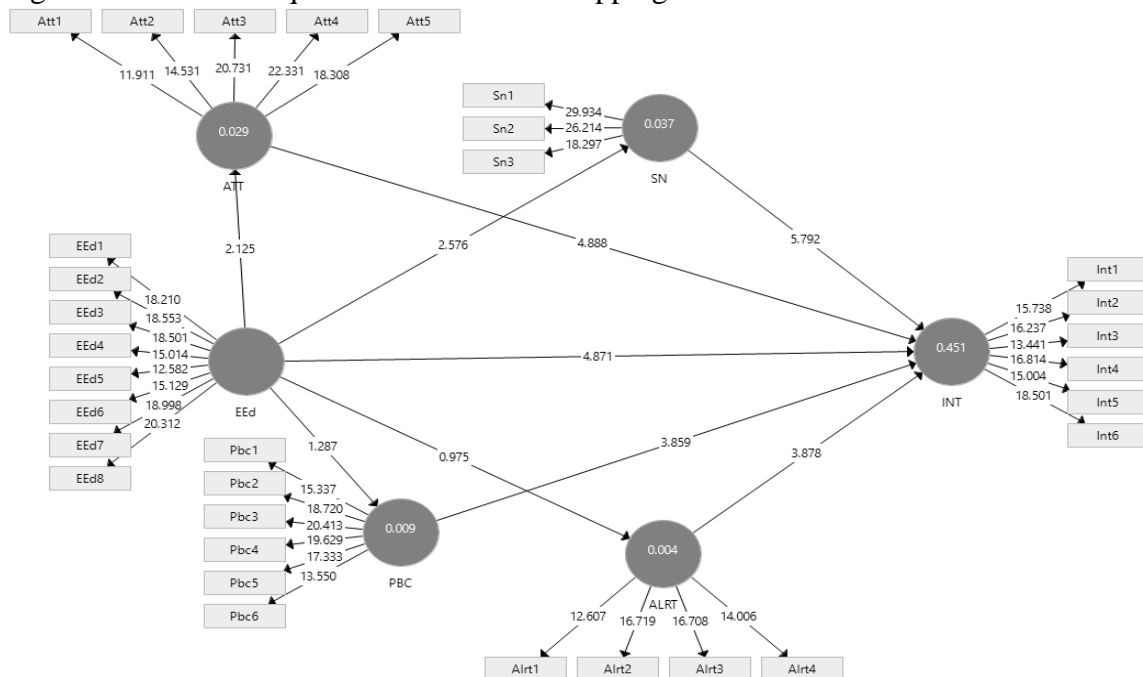 Att1 Att2 Att3 Att4 Att5
11.911 14.531 20.731 22.331 18.308
0.029
ATT
Sn1
Sn2
Sn3
29.934
26.214
18.297
0.037
SN
2.125
2.576
4.888
5.792
EEd1
EEd2
EEd3
EEd4
EEd5
EEd6
EEd7
EEd8
18.210
18.553
18.501
15.014
12.582
15.129
18.998
20.312
EEd
4.871
0.451
INT
Int1
Int2
Int3
Int4
Int5
Int6
15.738
16.237
13.441
16.814
15.004
18.501
1.287
0.975
3.859
3.878
Pbc1
Pbc2
Pbc3
Pbc4
Pbc5
Pbc6
15.337
18.720
20.413
19.629
17.333
13.550
0.009
PBC
0.004
ALRT
12.607 16.719 16.708 14.006
Alrt1 Alrt2 Alrt3 Alrt4